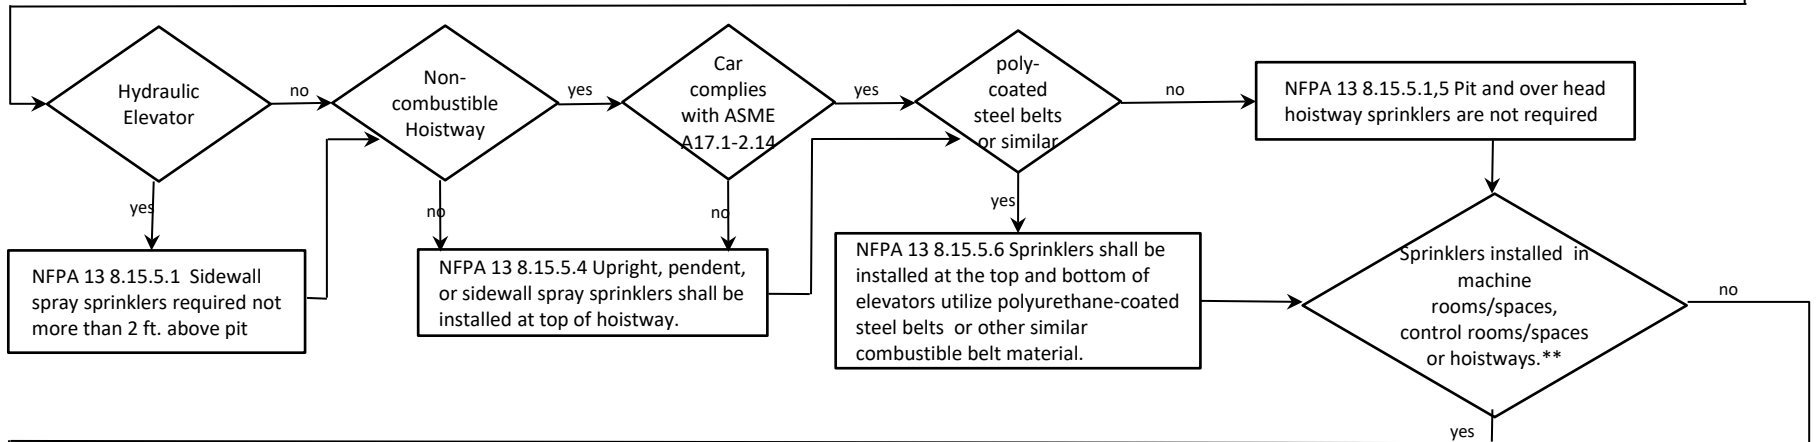 Hydraulic
Elevator
no
yes
NFPA 13 8.15.5.1 Sidewall
spray sprinklers required not
more than 2 ft. above pit
Non-
combustible
Hoistway
yes
no
Car
complies
with ASME
A17.1-2.14
yes
no
NFPA 13 8.15.5.4 Upright, pendent,
or sidewall spray sprinklers shall be
installed at top of hoistway.
poly-
coated
steel belts
or similar
no
yes
NFPA 13 8.15.5.6 Sprinklers shall be
installed at the top and bottom of
elevators utilize polyurethane-coated
steel belts or other similar
combustible belt material.
NFPA 13 8.15.5.1,5 Pit and over head
hoistway sprinklers are not required
Sprinklers installed in
machine
rooms/spaces,
control rooms/spaces
or hoistways.**
no
yes